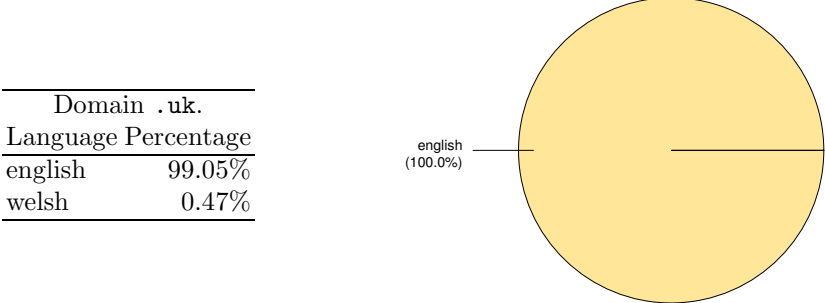 Domain .uk.
Language Percentage
english 99.05%
welsh 0.47%
english
(100.0%)